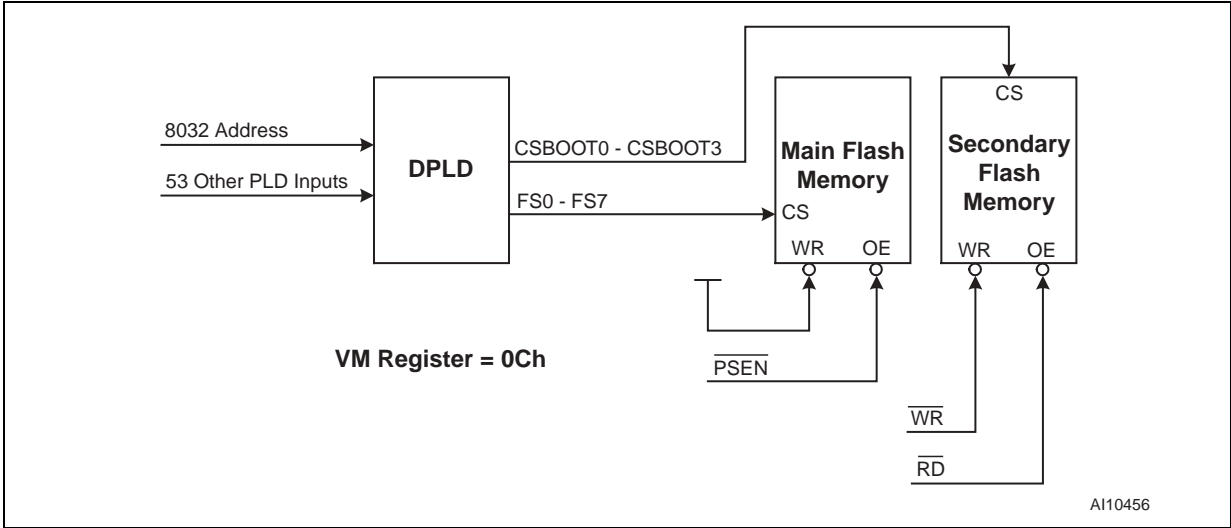 8032 Address
53 Other PLD Inputs
DPLD
CSBOOT0 - CSBOOT3
FS0 - FS7
Main Flash
Memory
CS
WR OE
CS
Secondary
Flash
Memory
WR OE
VM Register = 0Ch
PSEN
WR
RD
AI10456